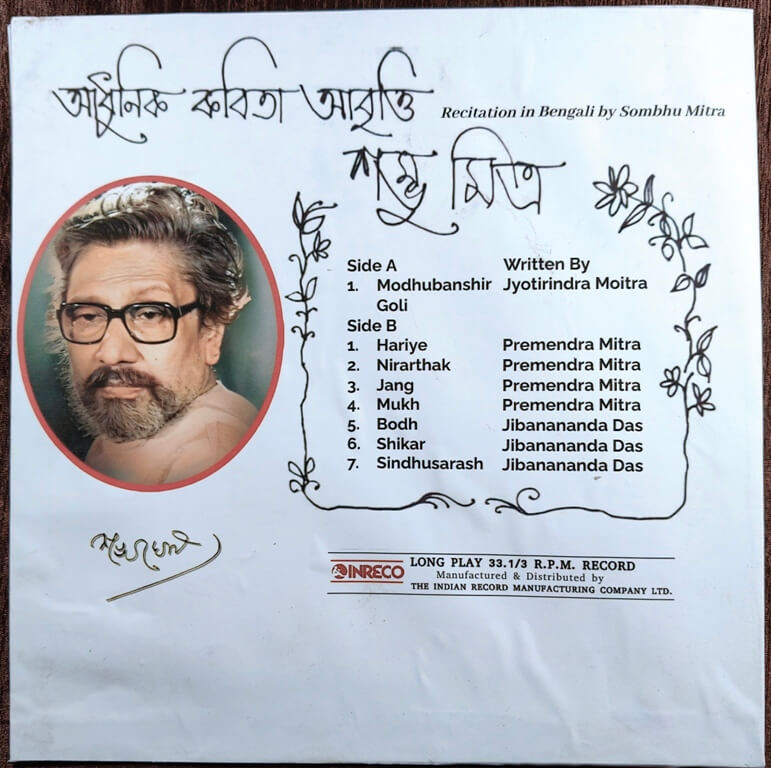 আধুনিক কবিতা আবৃত্তি
Recitation in Bengali by Sombhu Mitra
শম্ভু মিত্র
Side A Written By
1. Modhubanshir Goli Jyotirindra Moitra
Side B
1. Hariye Premendra Mitra
2. Nirarthak Premendra Mitra
3. Jang Premendra Mitra
4. Mukh Premendra Mitra
5. Bodh Jibanananda Das
6. Shikar Jibanananda Das
7. Sindhusarash Jibanananda Das
INRECO
LONG PLAY 33.1/3 R.P.M. RECORD
Manufactured & Distributed by
THE INDIAN RECORD MANUFACTURING COMPANY LTD.